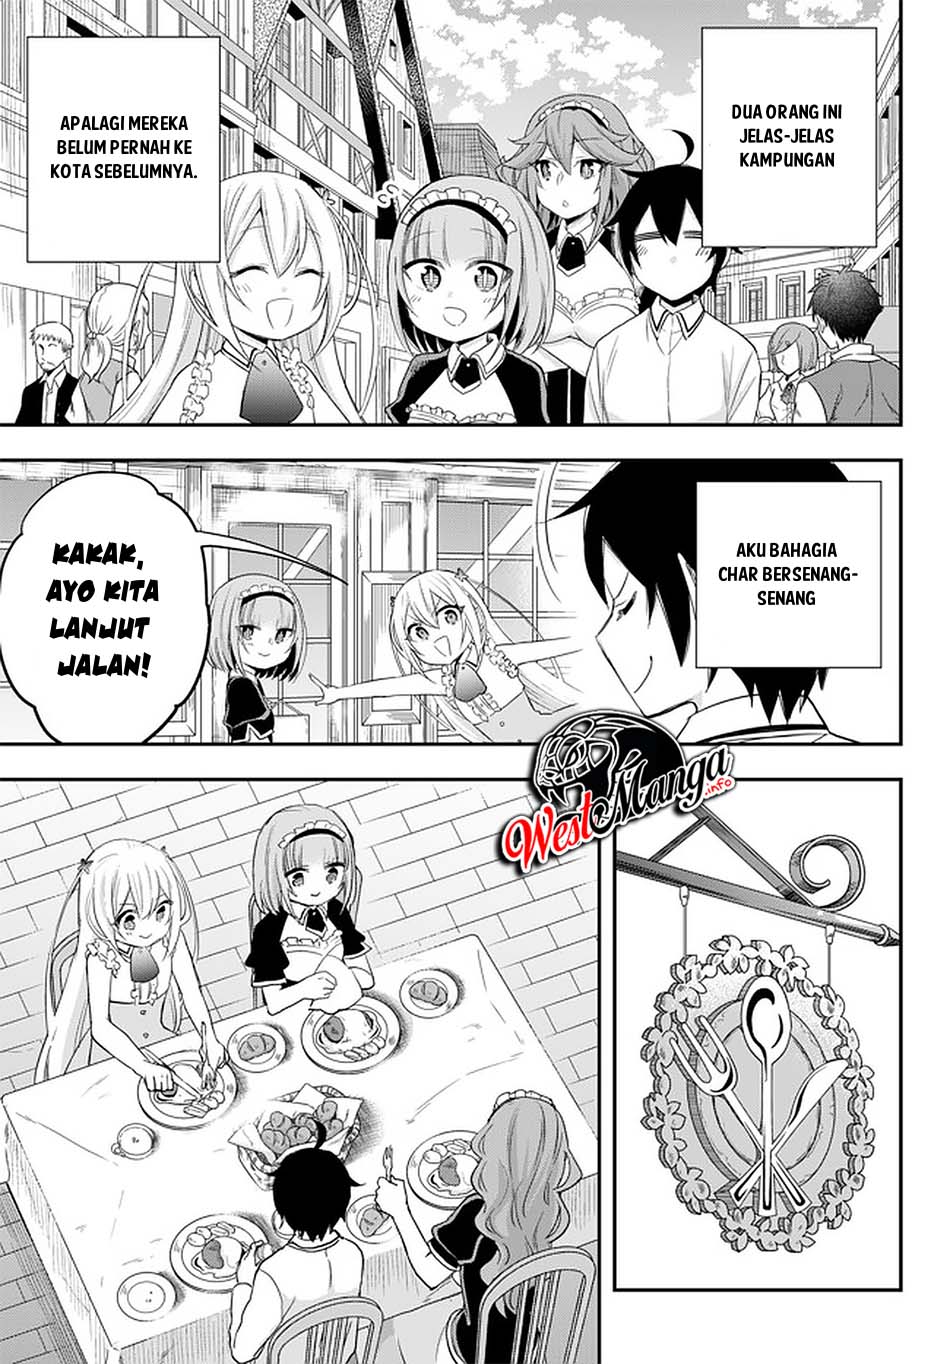 DUA ORANG INI
JELAS-JELAS
KAMPUNGAN
APALAGI MEREKA
BELUM PERNAH KE
KOTA SEBELUMNYA.
AKU BAHAGIA
CHAR BERSENANG-
SENANG
KAKAK,
AYO KITA
LANJUT
JALAN!
WestManga
.info